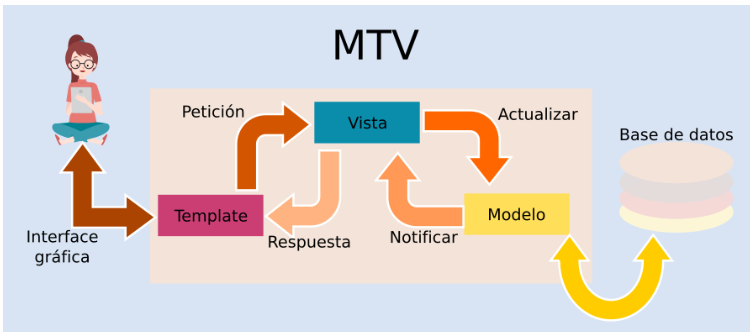 MTV
Petición
Vista
Actualizar
Base de datos
Template
Modelo
Interface
gráfica
Respuesta
Notificar